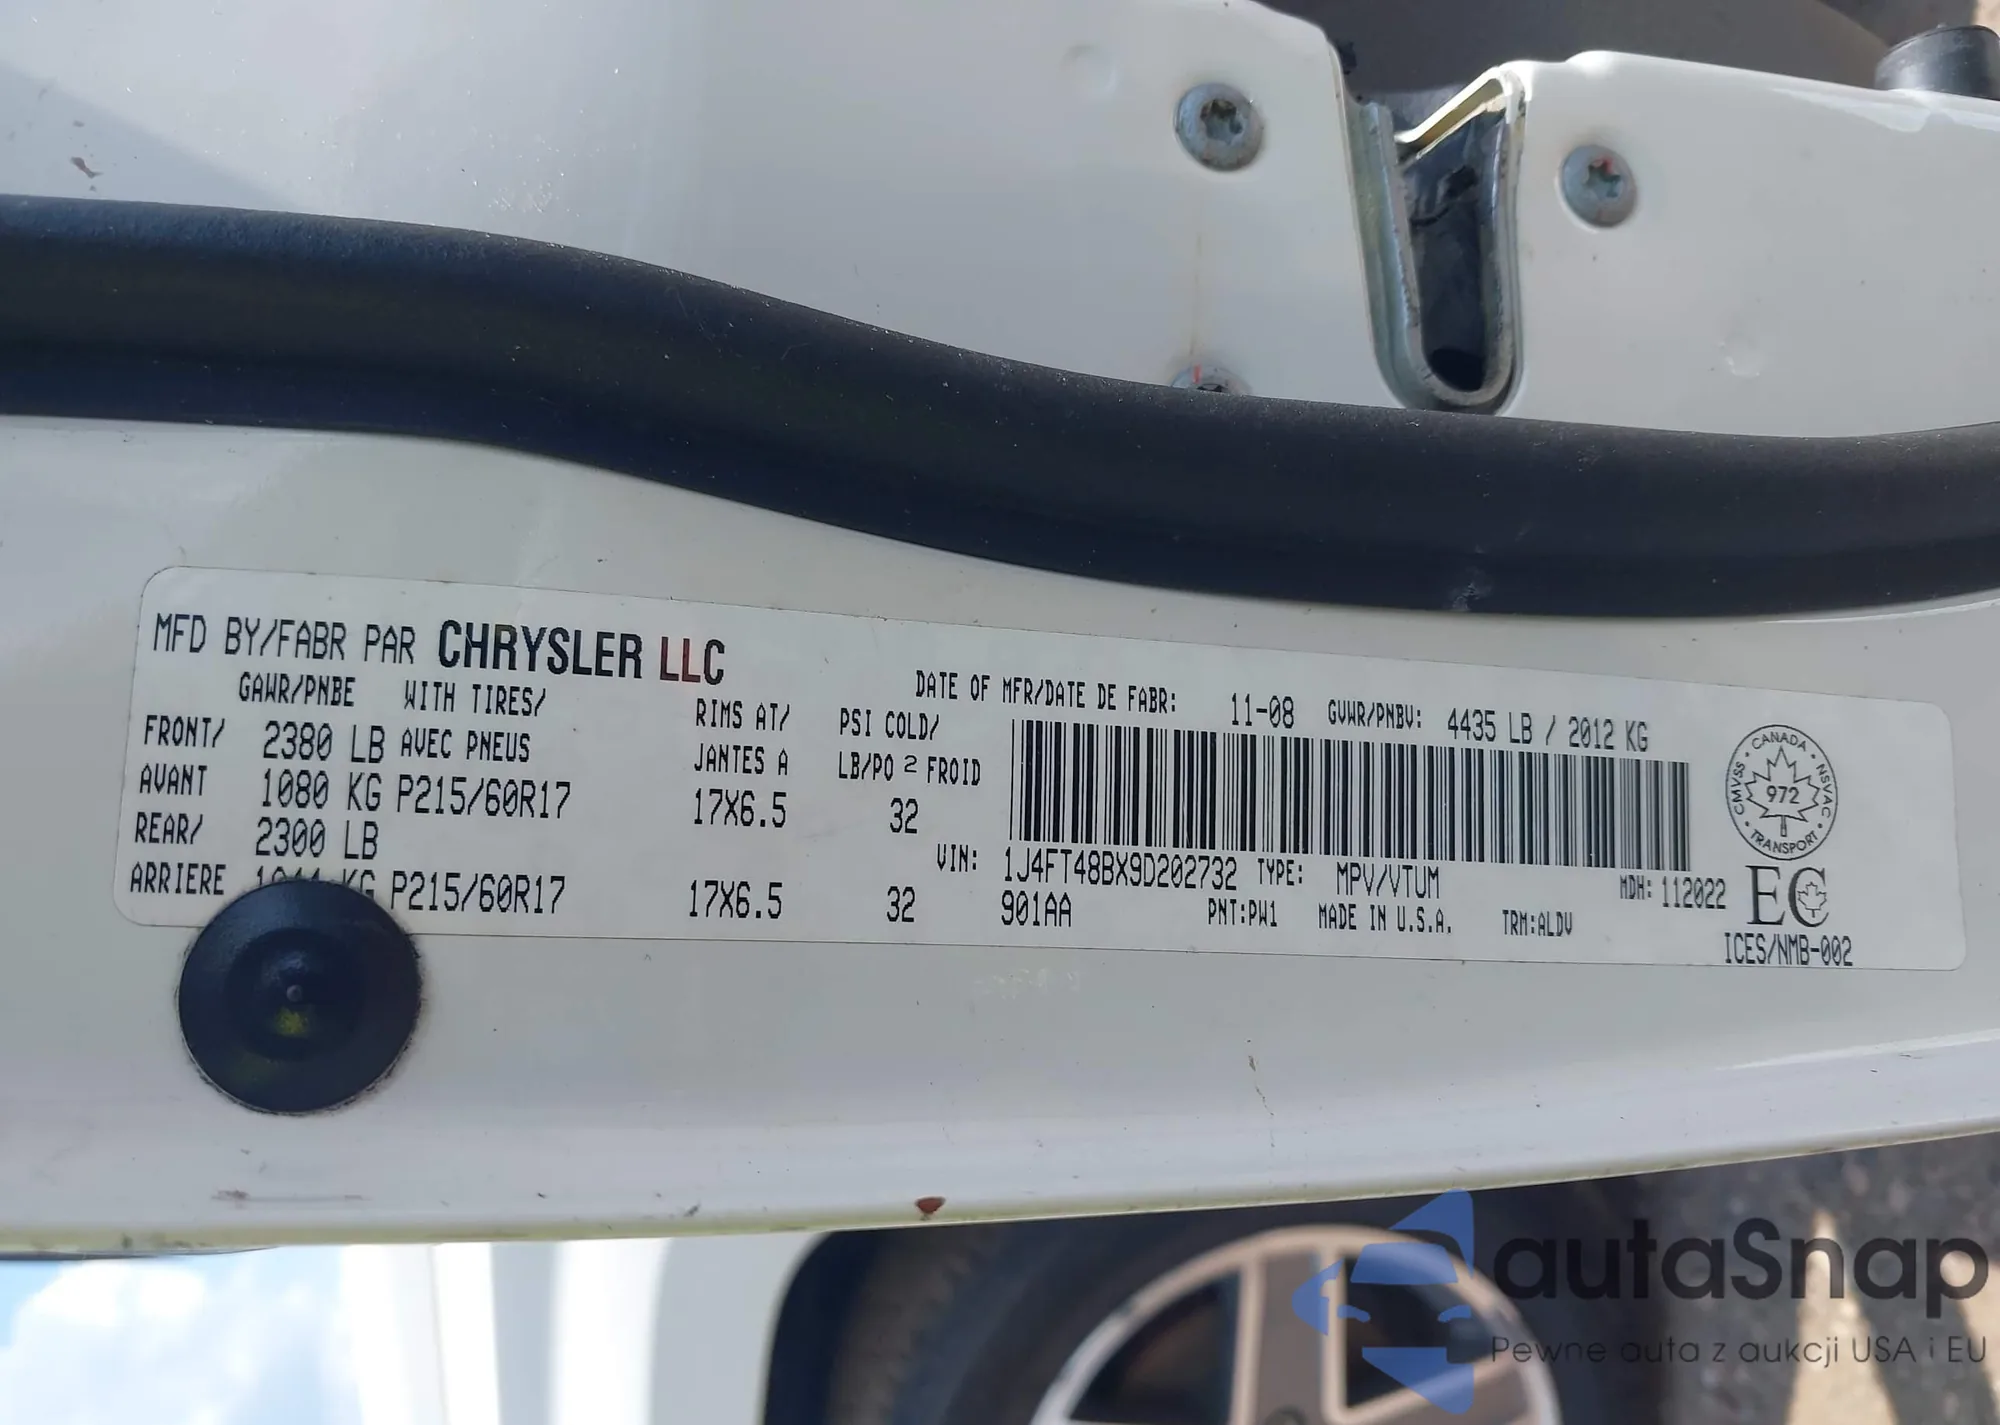 MFD BY/FABR PAR CHRYSLER LLC
DATE OF MFR/DATE DE FABR: 11-08 GVWR/PNBV: 4435 LB / 2012 KG
GAWR/PNBE WITH TIRES/ RIMS AT/ PSI COLD/
FRONT/ 2380 LB AVEC PNEUS JANTES A LB/PO 2 FROID
AVANT 1080 KG P215/60R17 17X6.5 32
REAR/ 2300 LB
ARRIERE KG P215/60R17 17X6.5 32
VIN: 1J4FT48BX9D202732 TYPE: MPV/VTUM MDH: 112022
901AA PNT:PW1 MADE IN U.S.A. TRM:ALDV
CANADA
CMVSS 972 NSVAC
TRANSPORT
EC
ICES/NMB-002
autaSnap
Pewne auta z aukcji USA i EU